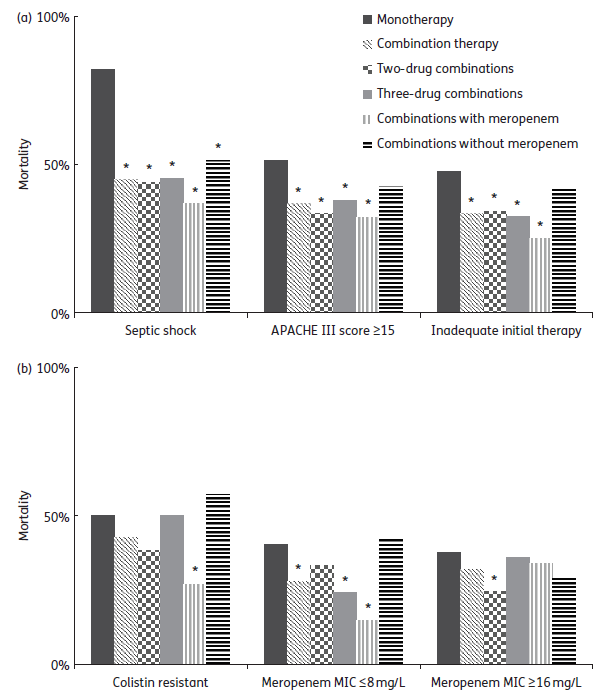 (a) 100%
Monotherapy
Combination therapy
Two-drug combinations
Three-drug combinations
Combinations with meropenem
Combinations without meropenem
Mortality
50%
0%
* * * * *
* * * *
* * * *
Septic shock
APACHE III score ≥15
Inadequate initial therapy
(b) 100%
Mortality
50%
0%
*
* * *
*
Colistin resistant
Meropenem MIC ≤8 mg/L
Meropenem MIC ≥16 mg/L